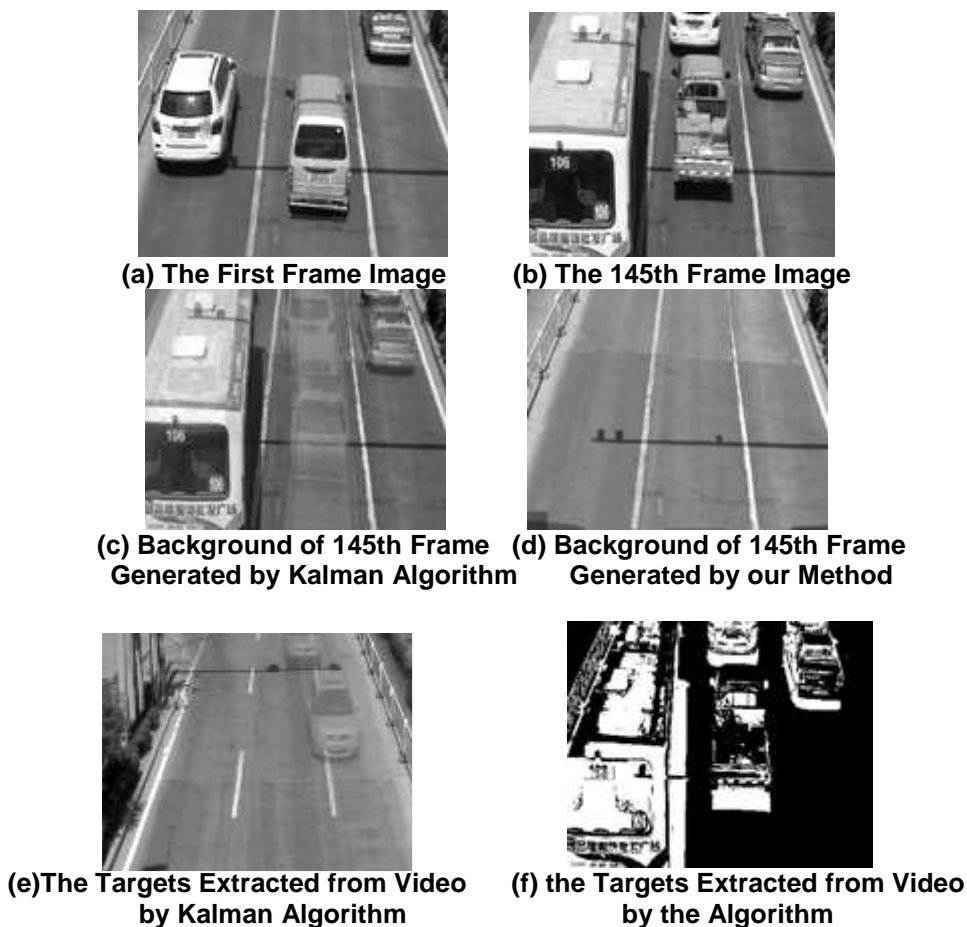 106
(a) The First Frame Image
(b) The 145th Frame Image
106
(c) Background of 145th Frame
Generated by Kalman Algorithm
(d) Background of 145th Frame
Generated by our Method
(e)The Targets Extracted from Video
by Kalman Algorithm
(f) the Targets Extracted from Video
by the Algorithm